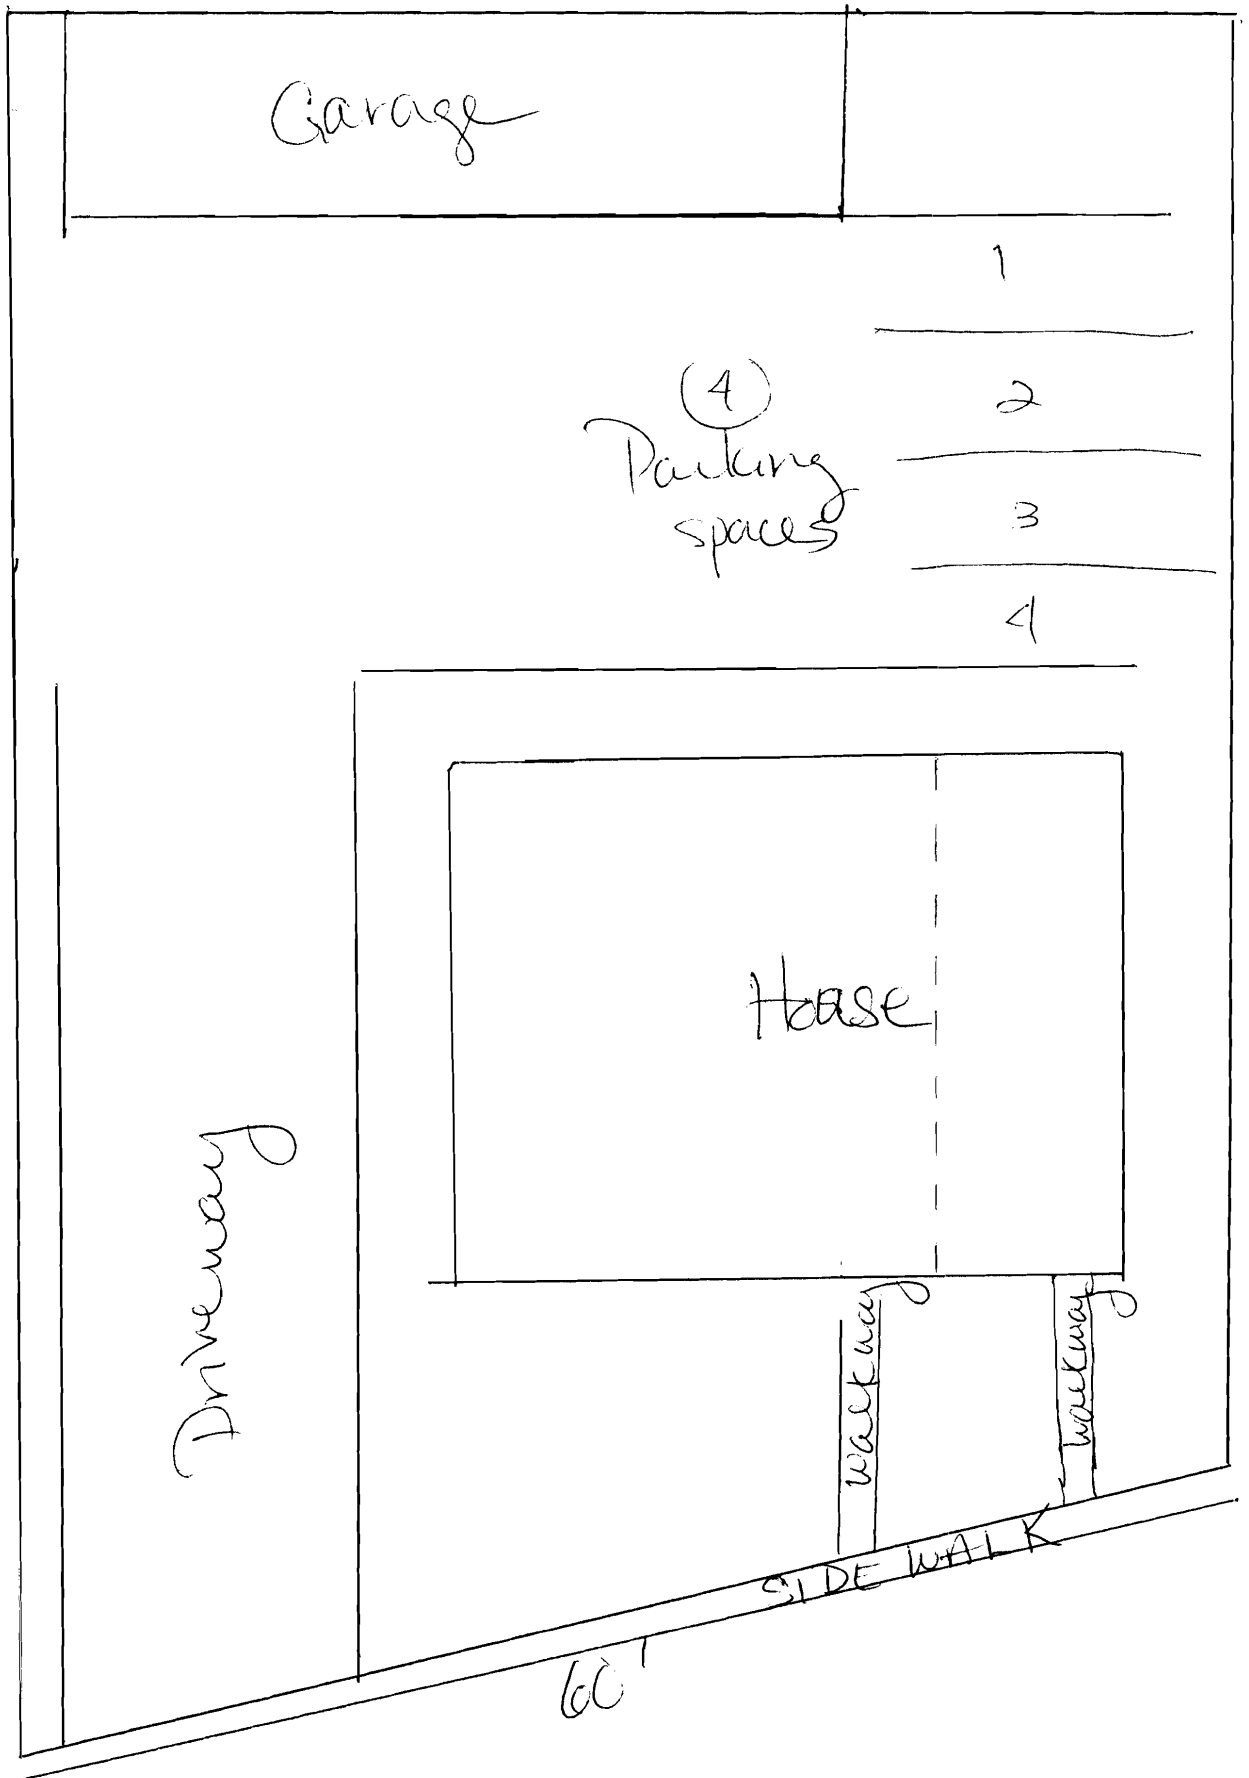 Garage
1
2
3
4
(4)
Parking
spaces
House
Driveway
walkway
walkway
SIDE WALK
60'